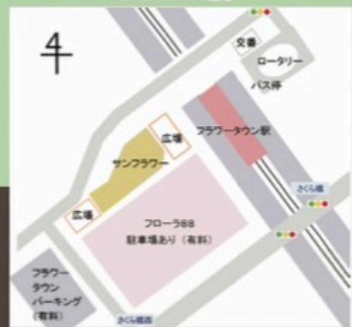 交番
ロータリー
バス停
広場
フラワータウン駅
サンフラワー
さくら橋
広場
フローラ88
駐車場あり（有料）
フラワー
タウン
パーキング
（有料）
さくら橋西